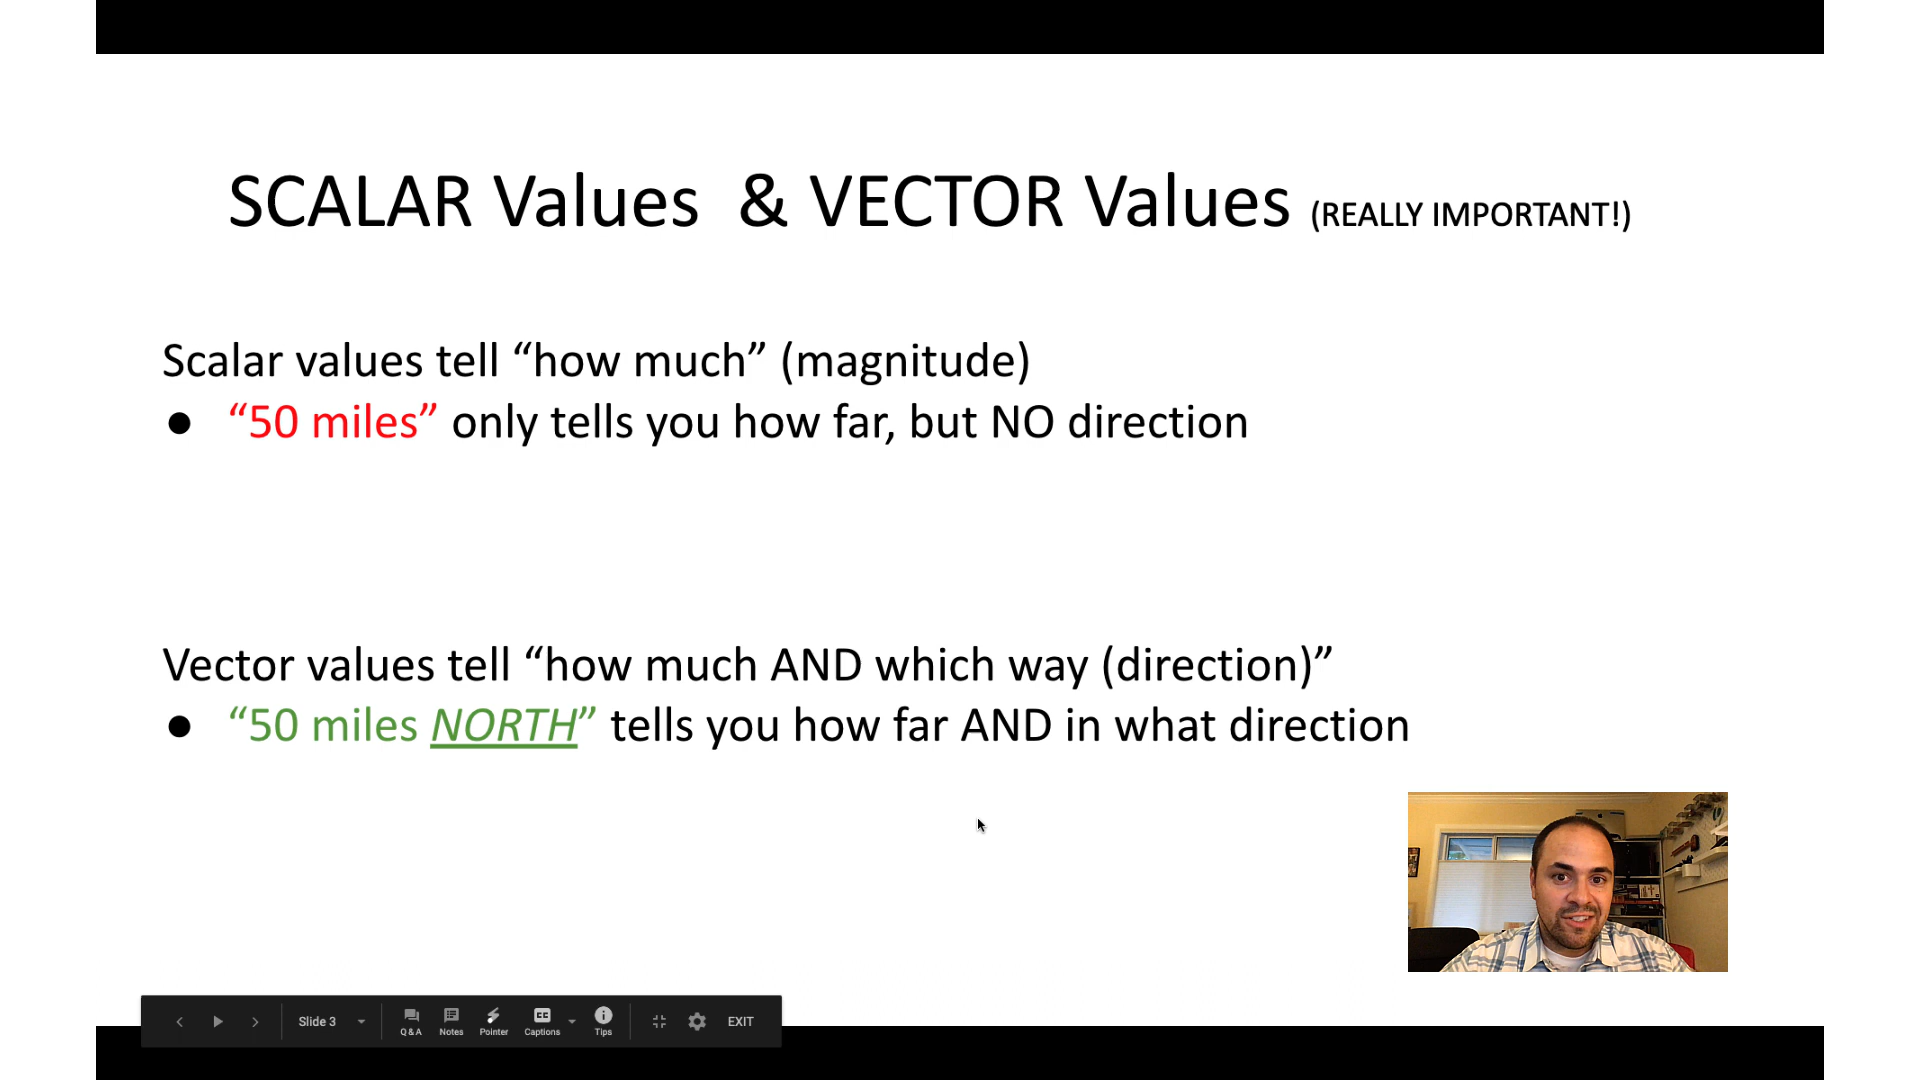 SCALAR Values & VECTOR Values (REALLY IMPORTANT!)
Scalar values tell “how much” (magnitude)
● “50 miles” only tells you how far, but NO direction
Vector values tell “how much AND which way (direction)”
● “50 miles NORTH” tells you how far AND in what direction
Slide 3
Q&A
Notes
Pointer
CC
Captions
Tips
EXIT